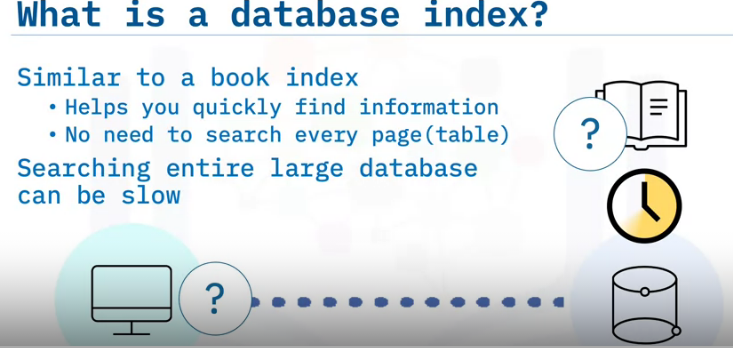 What is a database index?
Similar to a book index
• Helps you quickly find information
• No need to search every page(table)
Searching entire large database
can be slow
?
?